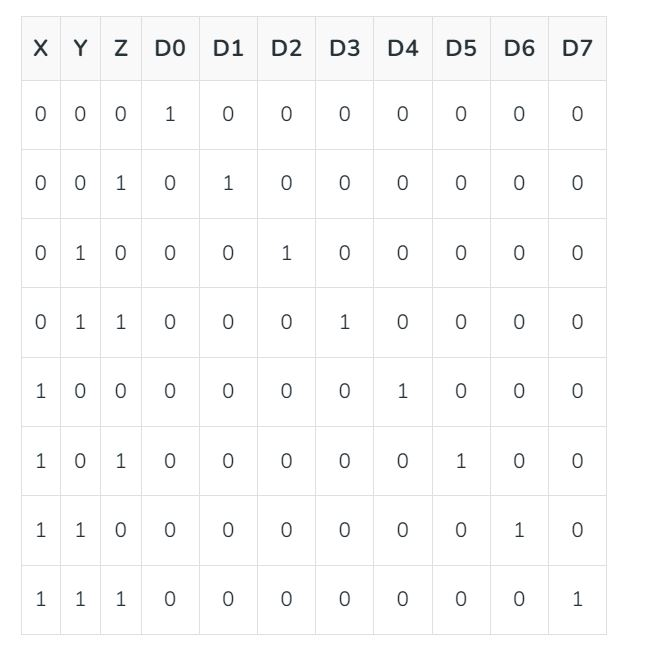 X Y Z D0 D1 D2 D3 D4 D5 D6 D7
0 0 0 1 0 0 0 0 0 0 0
0 0 1 0 1 0 0 0 0 0 0
0 1 0 0 0 1 0 0 0 0 0
0 1 1 0 0 0 1 0 0 0 0
1 0 0 0 0 0 0 1 0 0 0
1 0 1 0 0 0 0 0 1 0 0
1 1 0 0 0 0 0 0 0 1 0
1 1 1 0 0 0 0 0 0 0 1